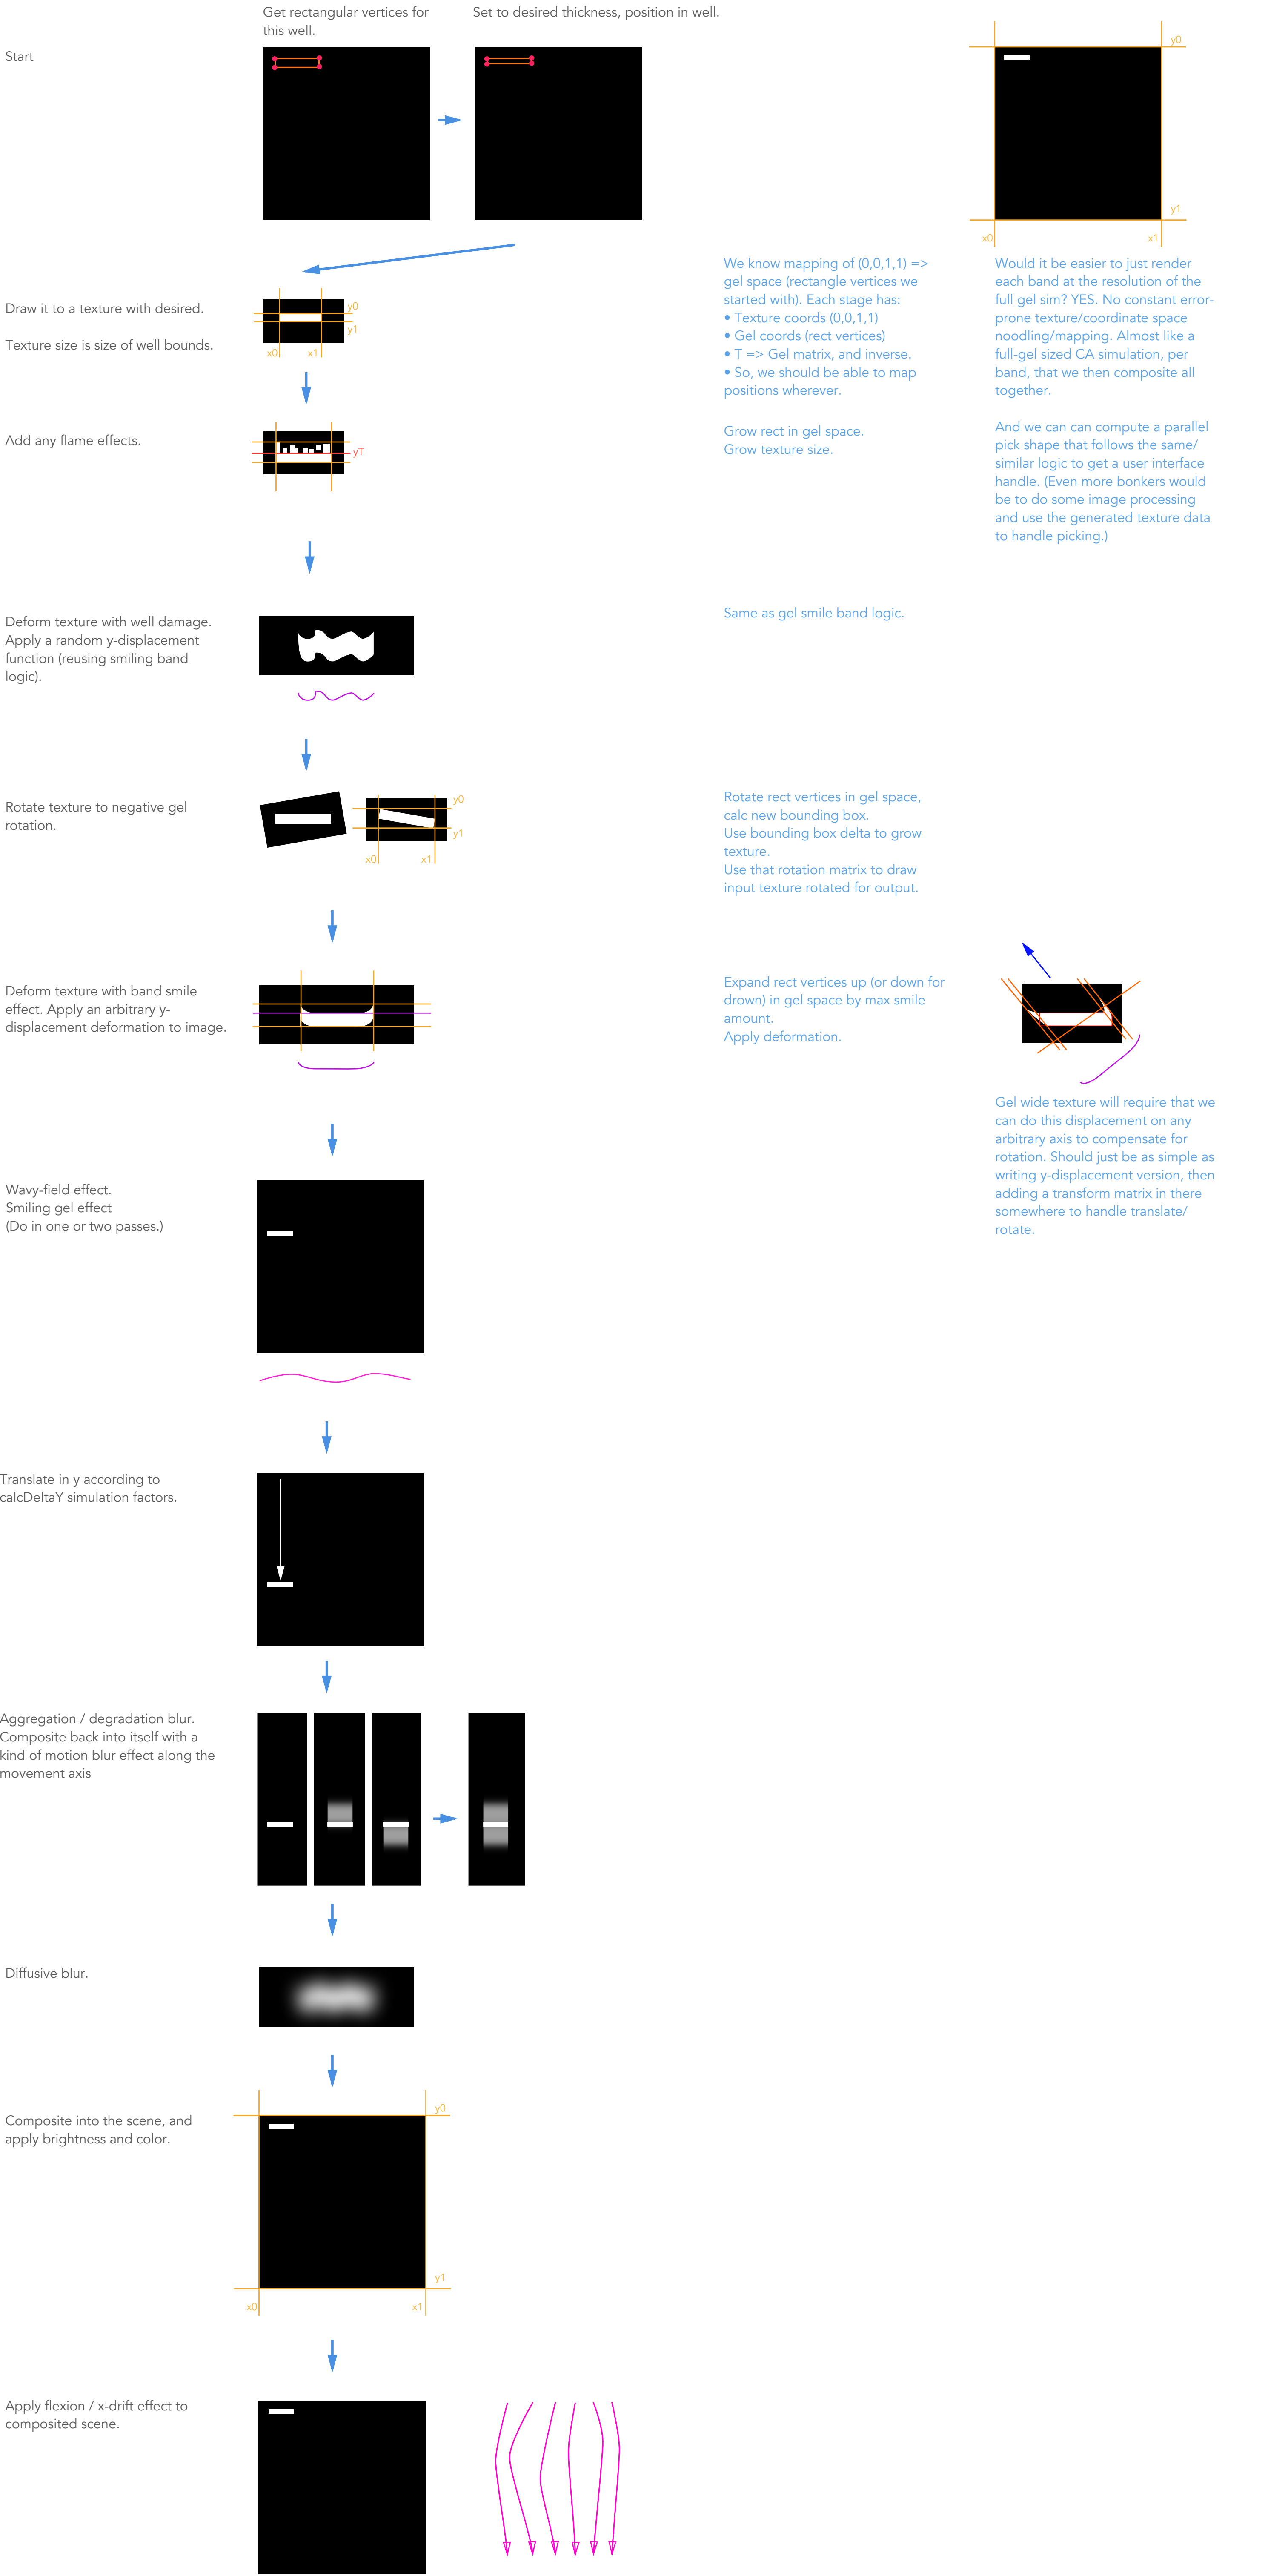 Get rectangular vertices for
this well.
Set to desired thickness, position in well.
Start
y0
y1
x0
x1
Draw it to a texture with desired.
Texture size is size of well bounds.
y0
y1
x0
x1
We know mapping of (0,0,1,1) =>
gel space (rectangle vertices we
started with). Each stage has:
• Texture coords (0,0,1,1)
• Gel coords (rect vertices)
• T => Gel matrix, and inverse.
• So, we should be able to map
positions wherever.
Would it be easier to just render
each band at the resolution of the
full gel sim? YES. No constant error-
prone texture/coordinate space
noodling/mapping. Almost like a
full-gel sized CA simulation, per
band, that we then composite all
together.
Add any flame effects.
yT
Grow rect in gel space.
Grow texture size.
And we can can compute a parallel
pick shape that follows the same/
similar logic to get a user interface
handle. (Even more bonkers would
be to do some image processing
and use the generated texture data
to handle picking.)
Deform texture with well damage.
Apply a random y-displacement
function (reusing smiling band
logic).
Same as gel smile band logic.
Rotate texture to negative gel
rotation.
y0
y1
x0
x1
Rotate rect vertices in gel space,
calc new bounding box.
Use bounding box delta to grow
texture.
Use that rotation matrix to draw
input texture rotated for output.
Deform texture with band smile
effect. Apply an arbitrary y-
displacement deformation to image.
Expand rect vertices up (or down for
drown) in gel space by max smile
amount.
Apply deformation.
Gel wide texture will require that we
can do this displacement on any
arbitrary axis to compensate for
rotation. Should just be as simple as
writing y-displacement version, then
adding a transform matrix in there
somewhere to handle translate/
rotate.
Wavy-field effect.
Smiling gel effect
(Do in one or two passes.)
Translate in y according to
calcDeltaY simulation factors.
Aggregation / degradation blur.
Composite back into itself with a
kind of motion blur effect along the
movement axis
Diffusive blur.
Composite into the scene, and
apply brightness and color.
y0
y1
x0
x1
Apply flexion / x-drift effect to
composited scene.